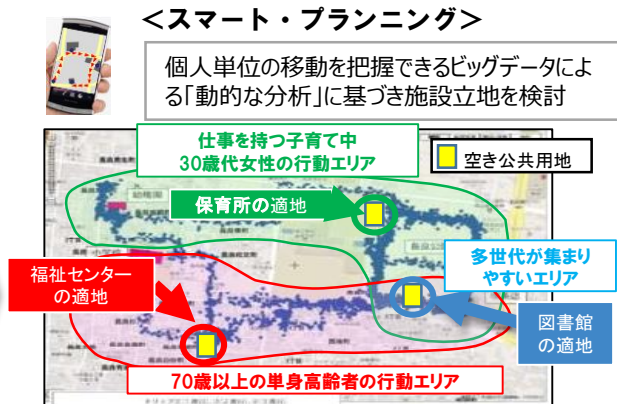 ＜スマート・プランニング＞
個人単位の移動を把握できるビッグデータによ
る「動的な分析」に基づき施設立地を検討
仕事を持つ子育て中
30歳代女性の行動エリア
空き公共用地
保育所の適地
幼稚園
多世代が集まり
やすいエリア
福祉センター
の適地
図書館
の適地
70歳以上の単身高齢者の行動エリア